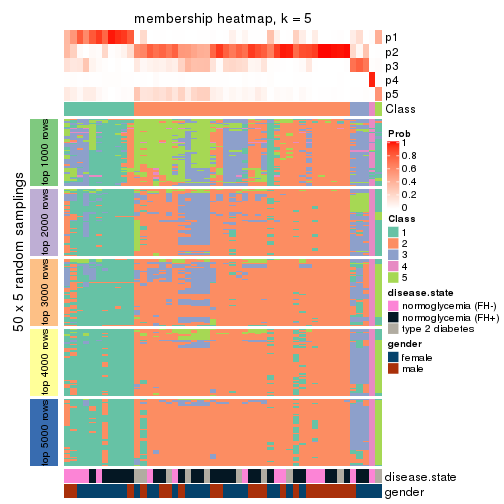 membership heatmap, k = 5
p1
p2
p3
p4
p5
Class
50 x 5 random samplings
top 1000 rows
top 2000 rows
top 3000 rows
top 4000 rows
top 5000 rows
Prob
1
0.8
0.6
0.4
0.2
0
Class
1
2
3
4
5
disease.state
normoglycemia (FH-)
normoglycemia (FH+)
type 2 diabetes
gender
female
male
disease.state
gender